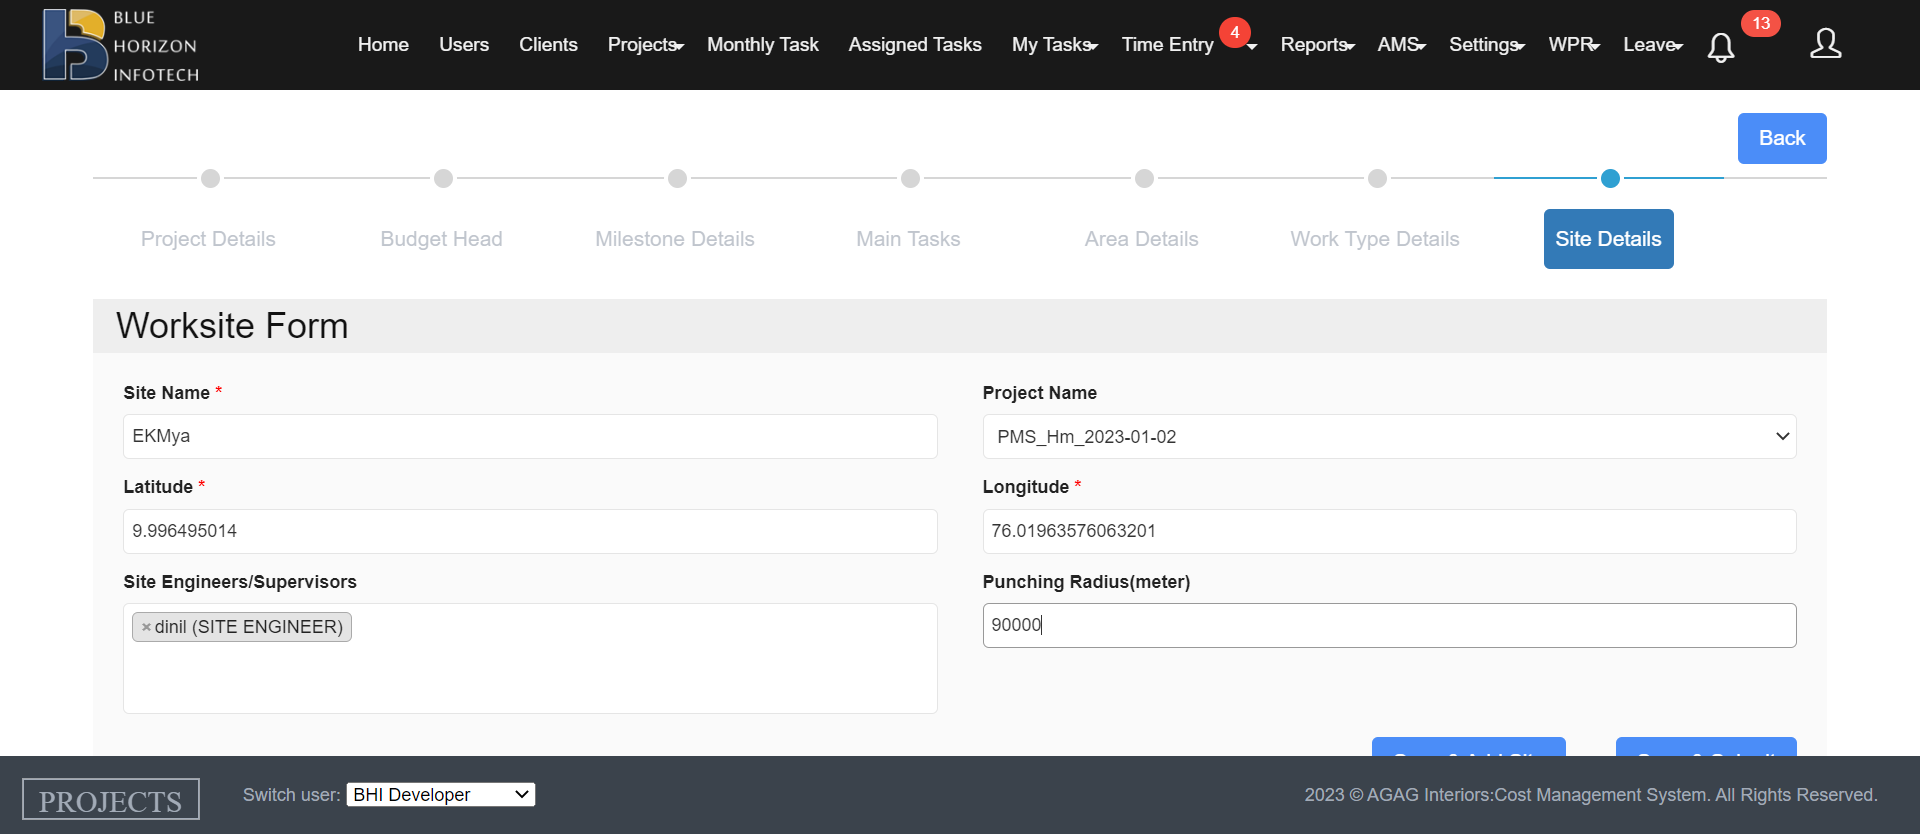 BLUE
HORIZON
INFOTECH
Home Users Clients Projects Monthly Task Assigned Tasks My Tasks Time Entry 4 Reports AMS Settings WPR Leave 13
Back
Project Details Budget Head Milestone Details Main Tasks Area Details Work Type Details Site Details
Worksite Form
Site Name * Project Name
EKMya PMS_Hm_2023-01-02
Latitude * Longitude *
9.996495014 76.01963576063201
Site Engineers/Supervisors Punching Radius(meter)
× dinil (SITE ENGINEER) 90000
PROJECTS Switch user: BHI Developer 2023 © AGAG Interiors:Cost Management System. All Rights Reserved.